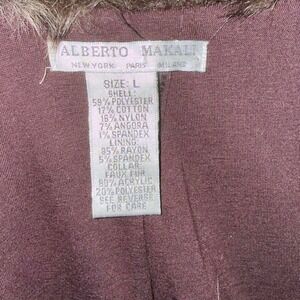 ALBERTO MAKALI
NEW YORK PARIS MILANO
SIZE: L
SHELL:
58% POLYESTER
17% COTTON
16% NYLON
7% ANGORA
1% SPANDEX
LINING:
95% RAYON
5% SPANDEX
COLLAR:
FAUX FUR
80% ACRYLIC
20% POLYESTER
SEE REVERSE
FOR CARE